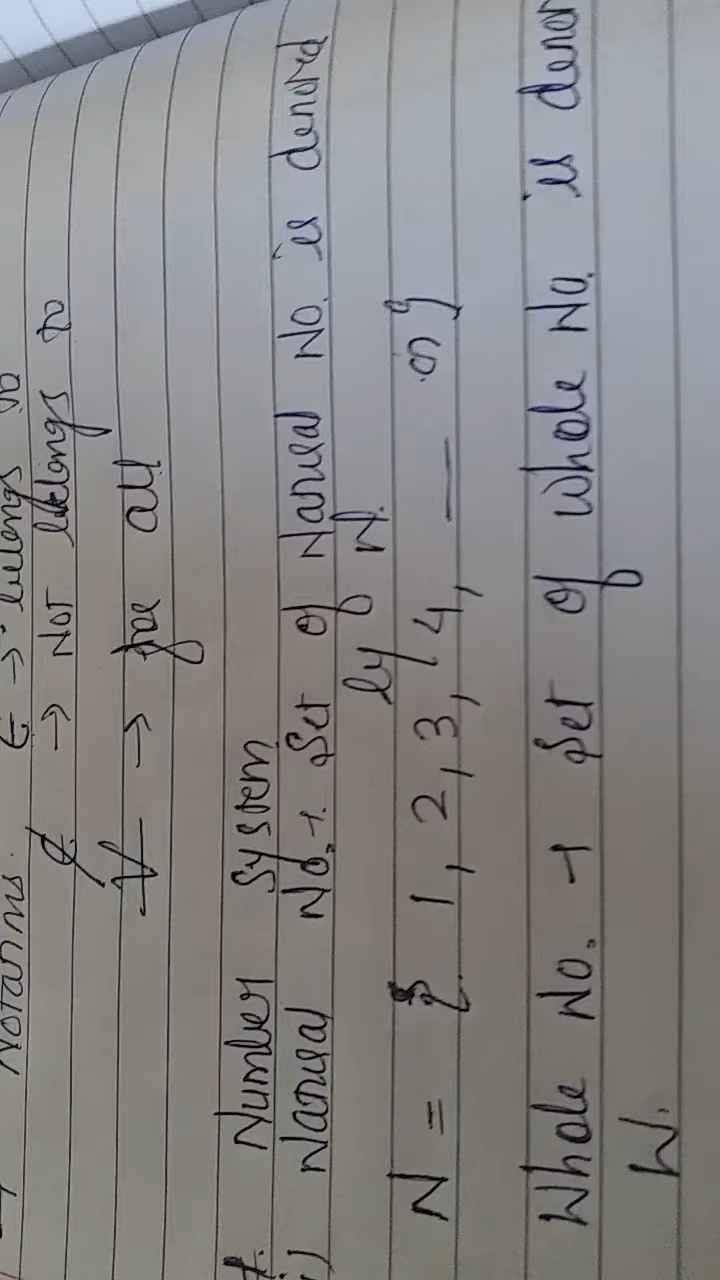 Notations. ∈ → belongs to
∉ → Not belongs to
∀ → for all
*. Number System
i) Natural No. → Set of Natural No. is denoted
by N.
N = { 1, 2, 3, 4, — ∞}
Whole No. → Set of Whole No. is
W.